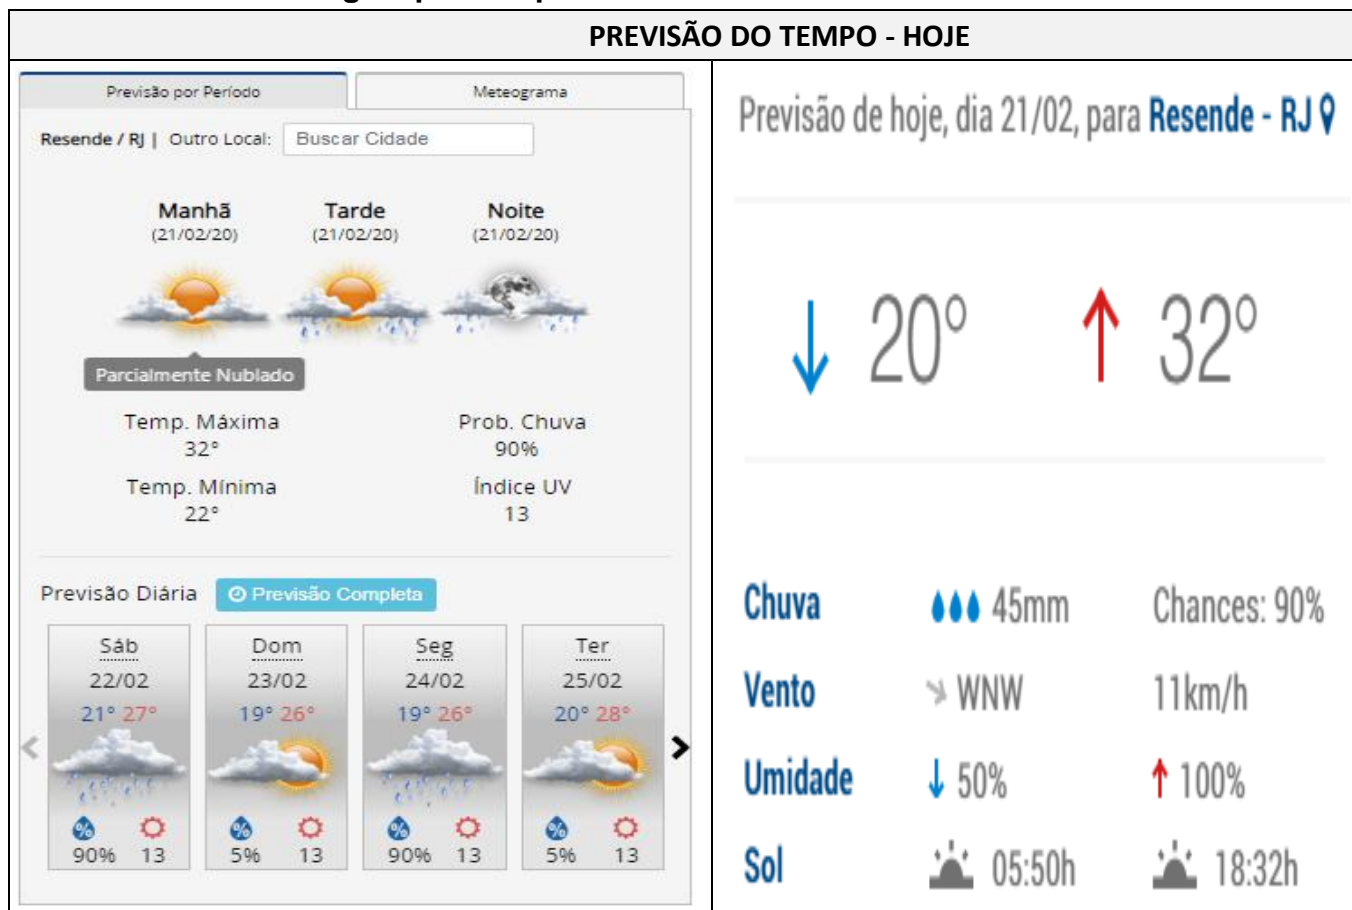 PREVISÃO DO TEMPO - HOJE
Previsão por Período
Meteograma
Resende / RJ | Outro Local: Buscar Cidade
Manhã Tarde Noite
(21/02/20) (21/02/20) (21/02/20)
Parcialmente Nublado
Temp. Máxima Prob. Chuva
32° 90%
Temp. Mínima Índice UV
22° 13
Previsão Diária Previsão Completa
Sáb Dom Seg Ter
22/02 23/02 24/02 25/02
21° 27° 19° 26° 19° 26° 20° 28°
% % % %
90% 13 5% 13 90% 13 5% 13
Previsão de hoje, dia 21/02, para Resende - RJ
20° 32°
Chuva 45mm Chances: 90%
Vento WNW 11km/h
Umidade 50% 100%
Sol 05:50h 18:32h